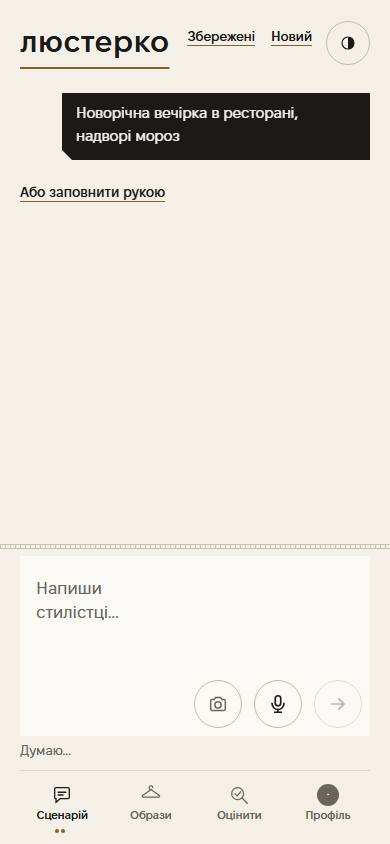 люстерко
Збережені
Новий
Новорічна вечірка в ресторані,
надворі мороз
Або заповнити рукою
Напиши
стилістці...
Думаю...
Сценарій
Образи
Оцінити
Профіль